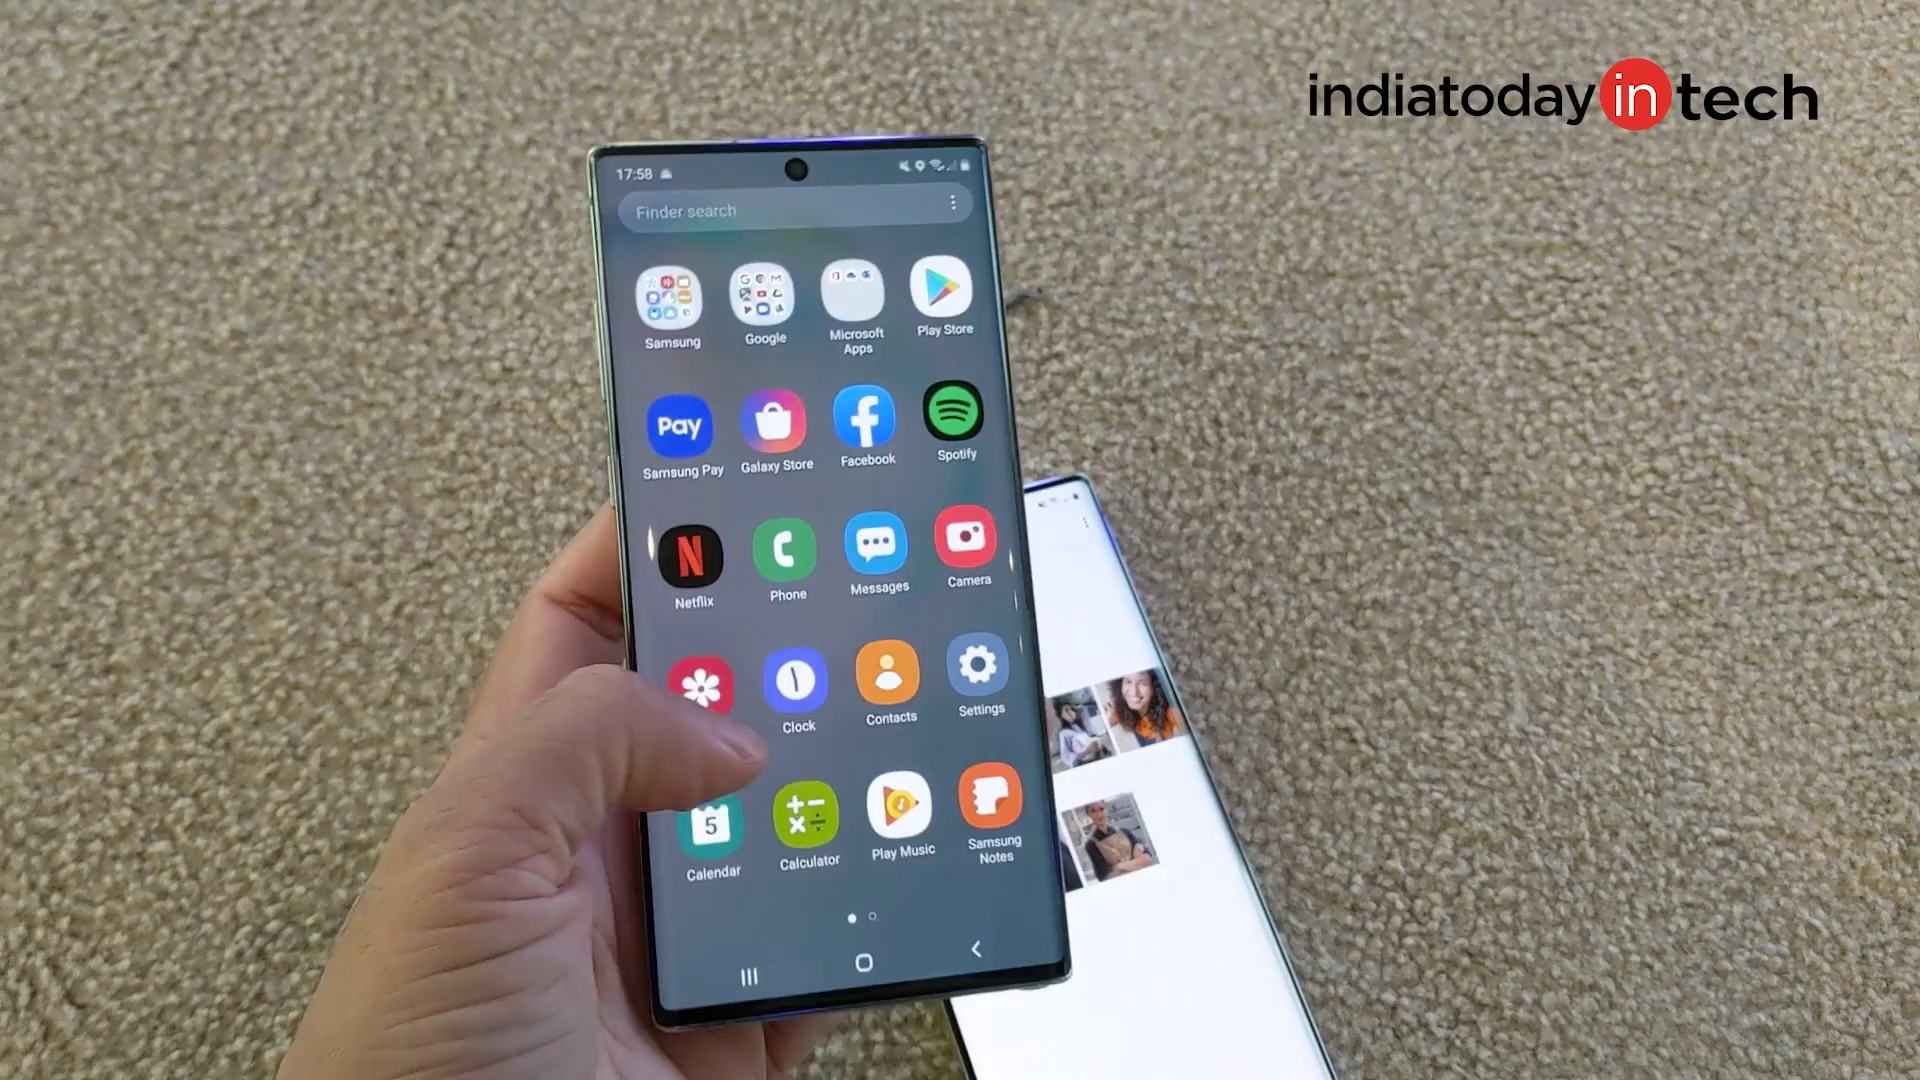 indiatoday in tech
17:58
Finder search
Samsung
Google
Microsoft
Apps
Play Store
Pay
Samsung Pay
Galaxy Store
Facebook
Spotify
N
Netflix
Phone
Messages
Camera
Clock
Contacts
Settings
5
Calendar
Calculator
Play Music
Samsung
Notes